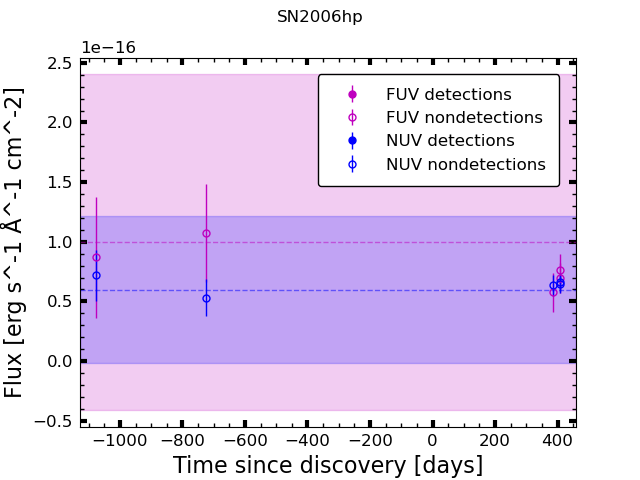 SN2006hp
1e−16
2.5
2.0
1.5
1.0
0.5
0.0
−0.5
Flux [erg s^-1 Å^-1 cm^-2]
FUV detections
FUV nondetections
NUV detections
NUV nondetections
−1000 −800 −600 −400 −200 0 200 400
Time since discovery [days]